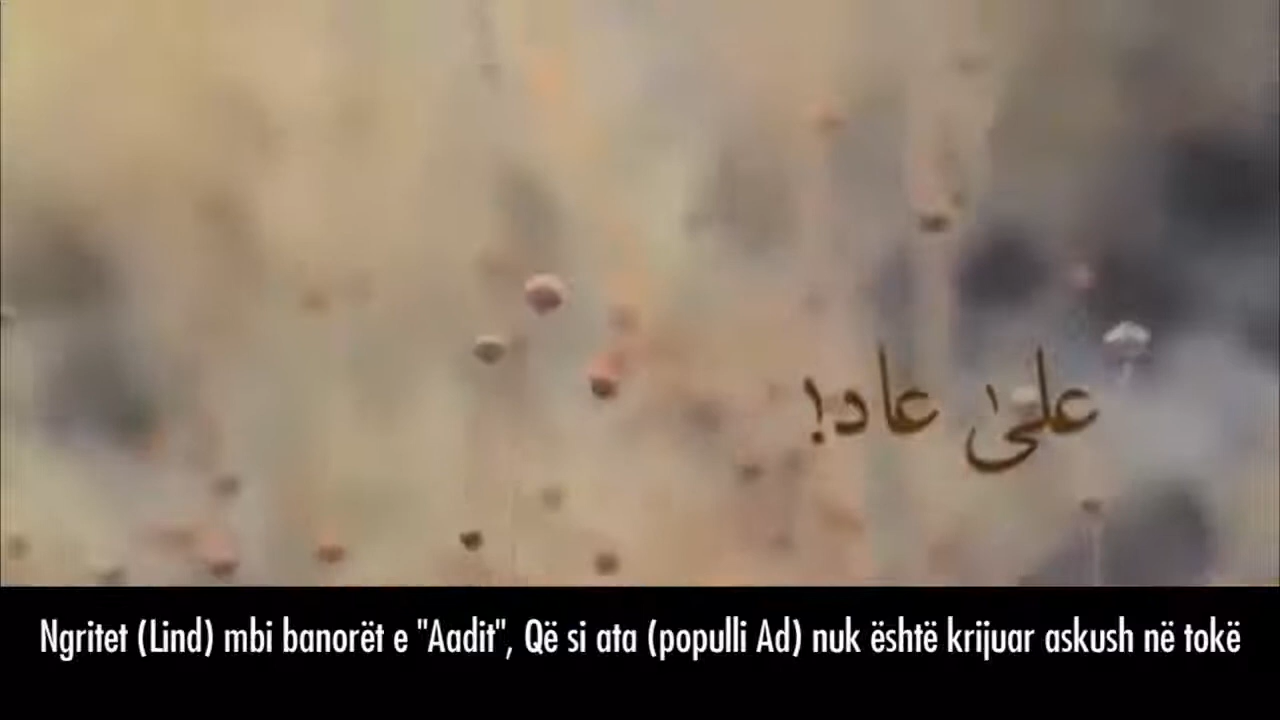 على عاد!
Ngritet (Lind) mbi banorët e "Aadit", Që si ata (populli Ad) nuk është krijuar askush në tokë